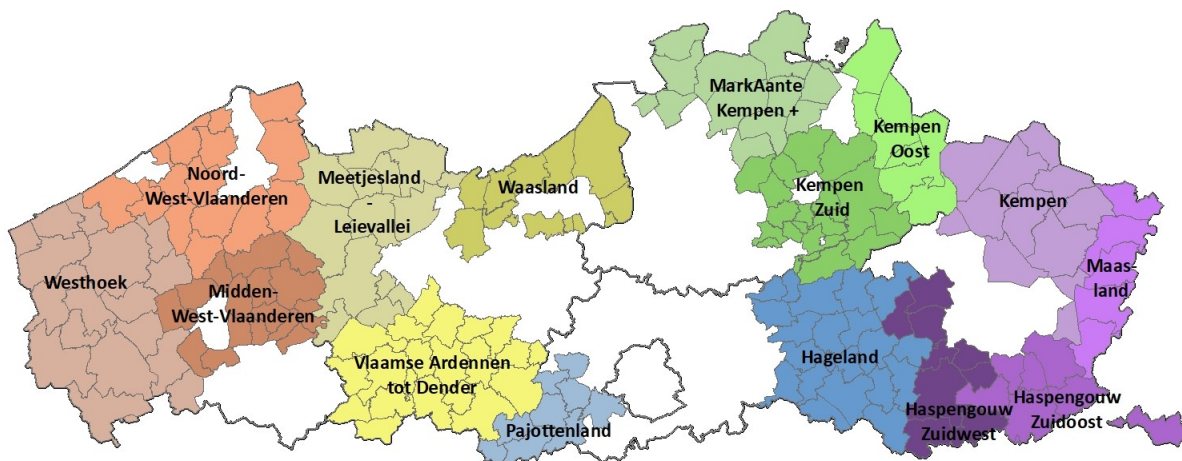 MarkAante
Kempen +
Kempen
Oost
Noord-
West-Vlaanderen
Meetjesland
-
Leievallei
Waasland
Kempen
Zuid
Kempen
Westhoek
Midden-
West-Vlaanderen
Maas-
land
Vlaamse Ardennen
tot Dender
Hageland
Pajottenland
Haspengouw
Zuidwest
Haspengouw
Zuidoost